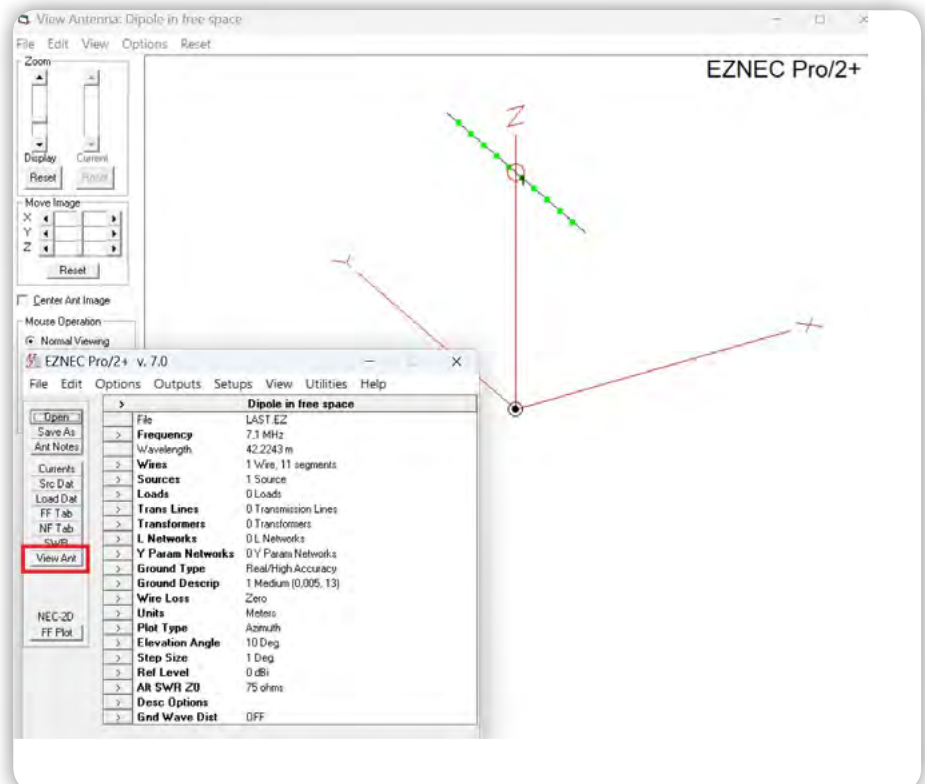 View Antenna: Dipole in free space
File Edit View Options Reset
EZNEC Pro/2+
Zoom
Display Current
Reset Reset
Move Image
X
Y
Z
Reset
Center Ant Image
Mouse Operation
Normal Viewing
Z
Y
X
1
EZNEC Pro/2+ v. 7.0
File Edit Options Outputs Setups View Utilities Help
Open
Save As
Ant Notes
Currents
Src Dat
Load Dat
FF Tab
NF Tab
SWR
View Ant
NEC-2D
FF Plot
> Dipole in free space
File LAST.EZ
> Frequency 7.1 MHz
Wavelength 42.2243 m
> Wires 1 Wire, 11 segments
> Sources 1 Source
> Loads 0 Loads
> Trans Lines 0 Transmission Lines
> Transformers 0 Transformers
> L Networks 0 L Networks
> Y Param Networks 0 Y Param Networks
> Ground Type Real/High Accuracy
> Ground Descrip 1 Medium (0.005, 13)
> Wire Loss Zero
> Units Meters
> Plot Type Azimuth
> Elevation Angle 10 Deg.
> Step Size 1 Deg.
> Ref Level 0 dBi
> Alt SWR Z0 75 ohms
> Desc Options
> Gnd Wave Dist OFF